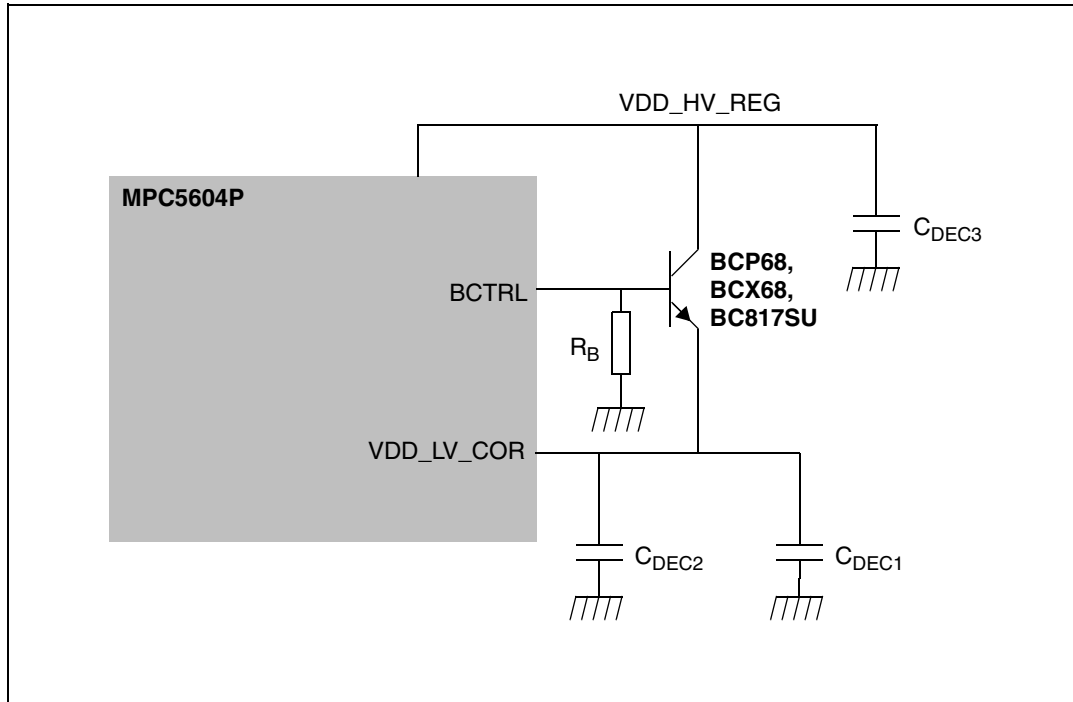 VDD_HV_REG
MPC5604P
CDEC3
BCP68,
BCX68,
BC817SU
BCTRL
RB
VDD_LV_COR
CDEC2
CDEC1